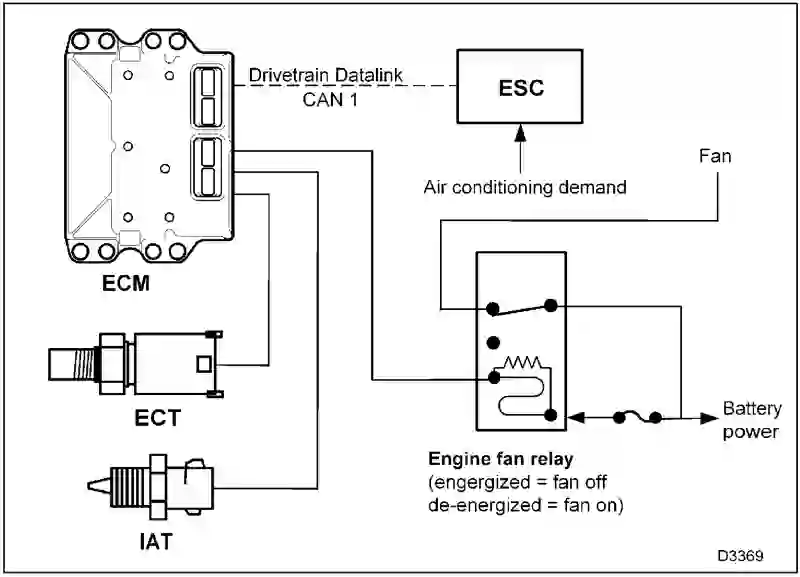 Drivetrain Datalink
CAN 1
ESC
Fan
Air conditioning demand
ECM
ECT
Battery
power
Engine fan relay
(engergized = fan off
de-energized = fan on)
IAT
D3369